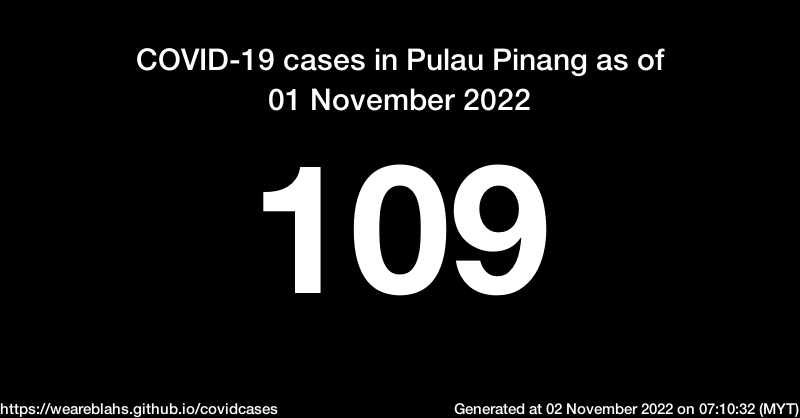 COVID-19 cases in Pulau Pinang as of
01 November 2022
109
https://weareblahs.github.io/covidcases
Generated at 02 November 2022 on 07:10:32 (MYT)